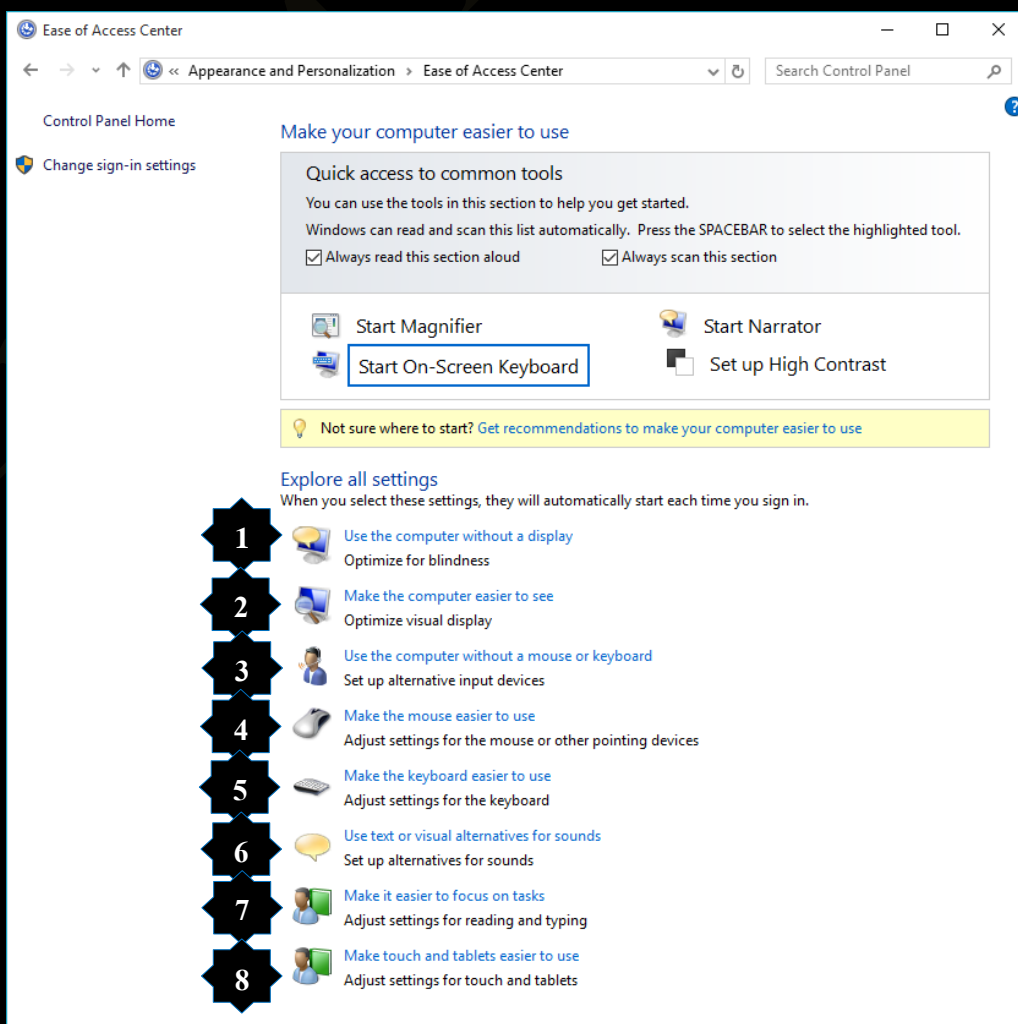 Ease of Access Center
« Appearance and Personalization › Ease of Access Center
Search Control Panel
?
Control Panel Home
Change sign-in settings
Make your computer easier to use
Quick access to common tools
You can use the tools in this section to help you get started.
Windows can read and scan this list automatically. Press the SPACEBAR to select the highlighted tool.
Always read this section aloud
Always scan this section
Start Magnifier
Start Narrator
Start On-Screen Keyboard
Set up High Contrast
Not sure where to start? Get recommendations to make your computer easier to use
Explore all settings
When you select these settings, they will automatically start each time you sign in.
1
Use the computer without a display
Optimize for blindness
2
Make the computer easier to see
Optimize visual display
3
Use the computer without a mouse or keyboard
Set up alternative input devices
4
Make the mouse easier to use
Adjust settings for the mouse or other pointing devices
5
Make the keyboard easier to use
Adjust settings for the keyboard
6
Use text or visual alternatives for sounds
Set up alternatives for sounds
7
Make it easier to focus on tasks
Adjust settings for reading and typing
8
Make touch and tablets easier to use
Adjust settings for touch and tablets